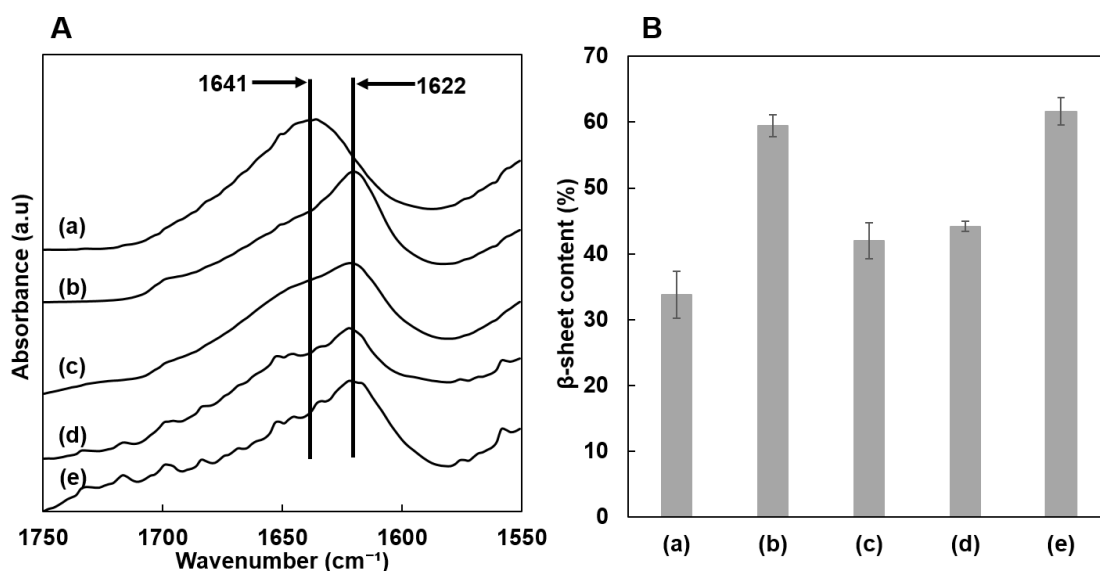 A
1641
1622
Absorbance (a.u)
(a)
(b)
(c)
(d)
(e)
1750
1700
1650
1600
1550
Wavenumber (cm⁻¹)
B
β-sheet content (%)
70
60
50
40
30
20
10
0
(a)
(b)
(c)
(d)
(e)